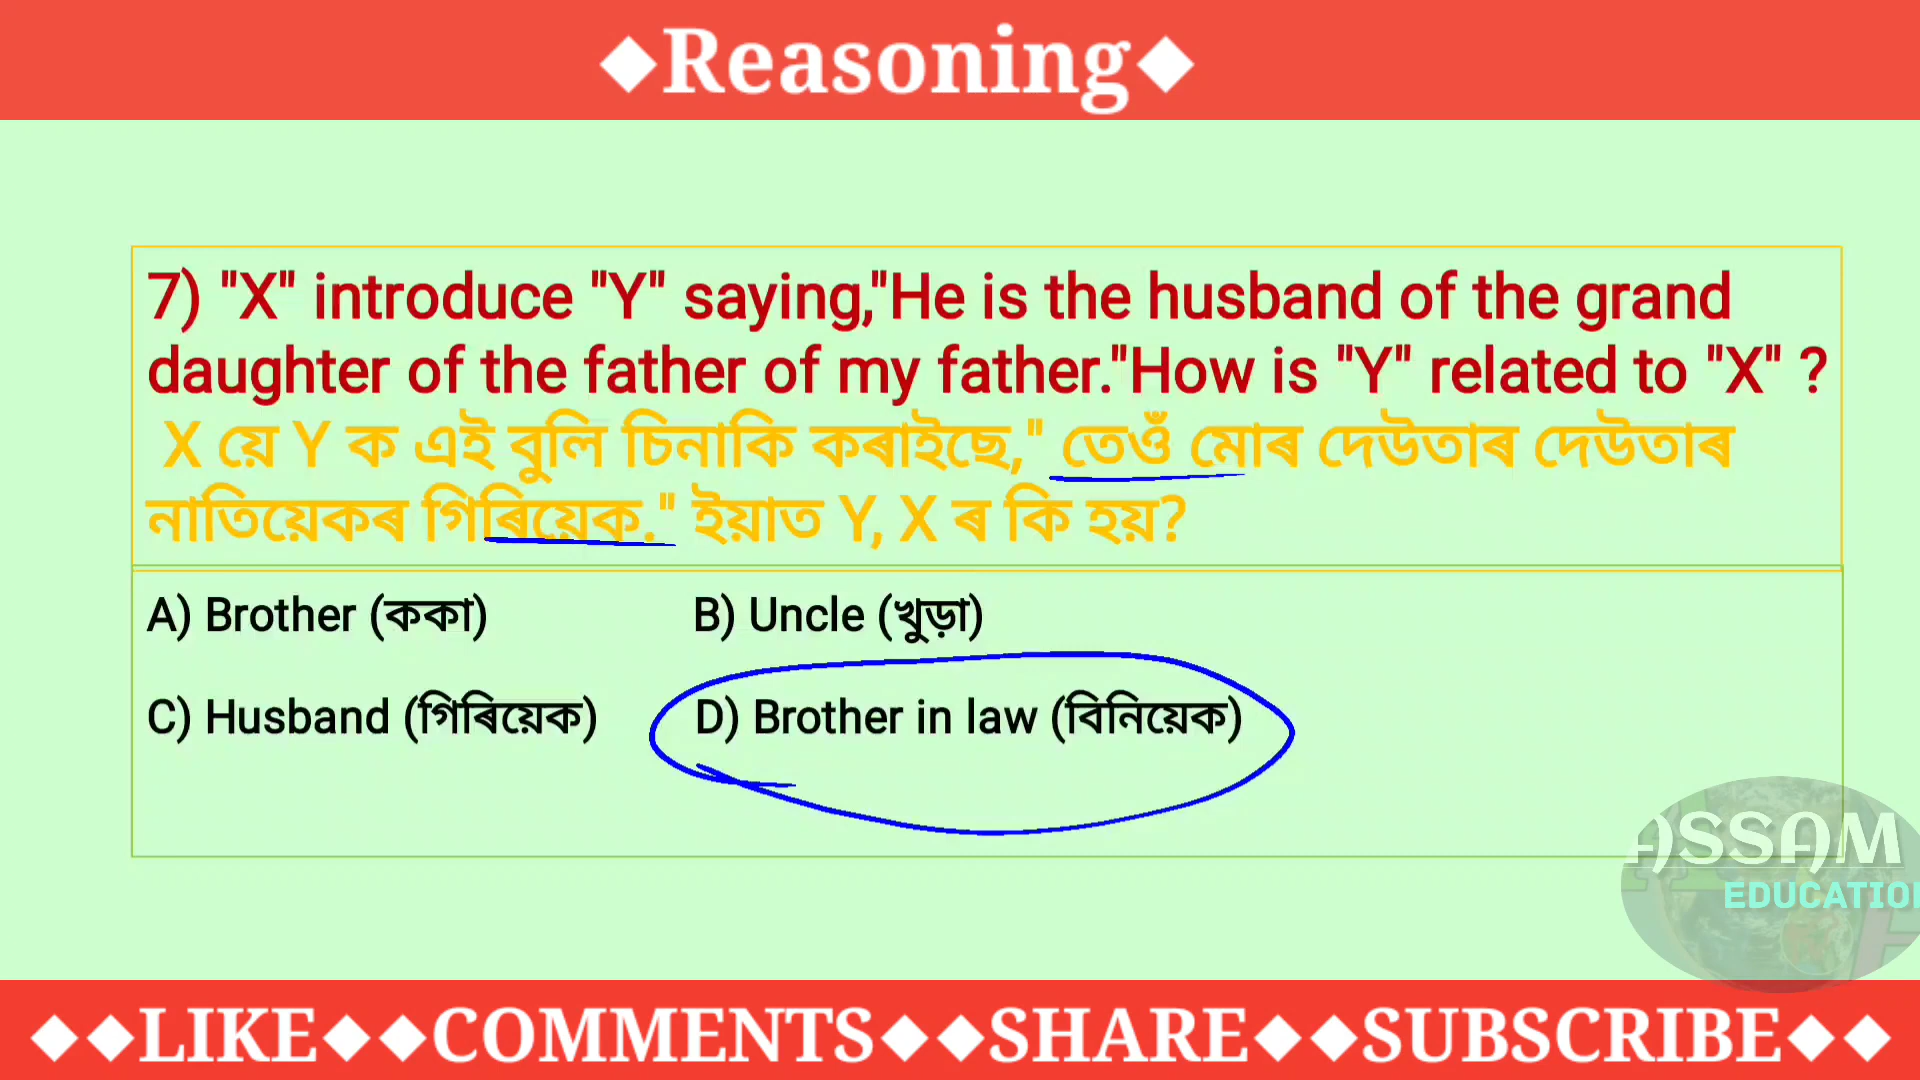 ◆Reasoning◆
7) "X" introduce "Y" saying,"He is the husband of the grand
daughter of the father of my father."How is "Y" related to "X" ?
X য়ে Y ক এই বুলি চিনাকি কৰাইছে," তেওঁ মোৰ দেউতাৰ দেউতাৰ
নাতিয়েকৰ গিৰিয়েক." ইয়াত Y, X ৰ কি হয়?
A) Brother (ককা) B) Uncle (খুড়া)
C) Husband (গিৰিয়েক) D) Brother in law (বিনিয়েক)
ASSAM
EDUCATIO
◆◆LIKE◆◆COMMENTS◆◆SHARE◆◆SUBSCRIBE◆◆